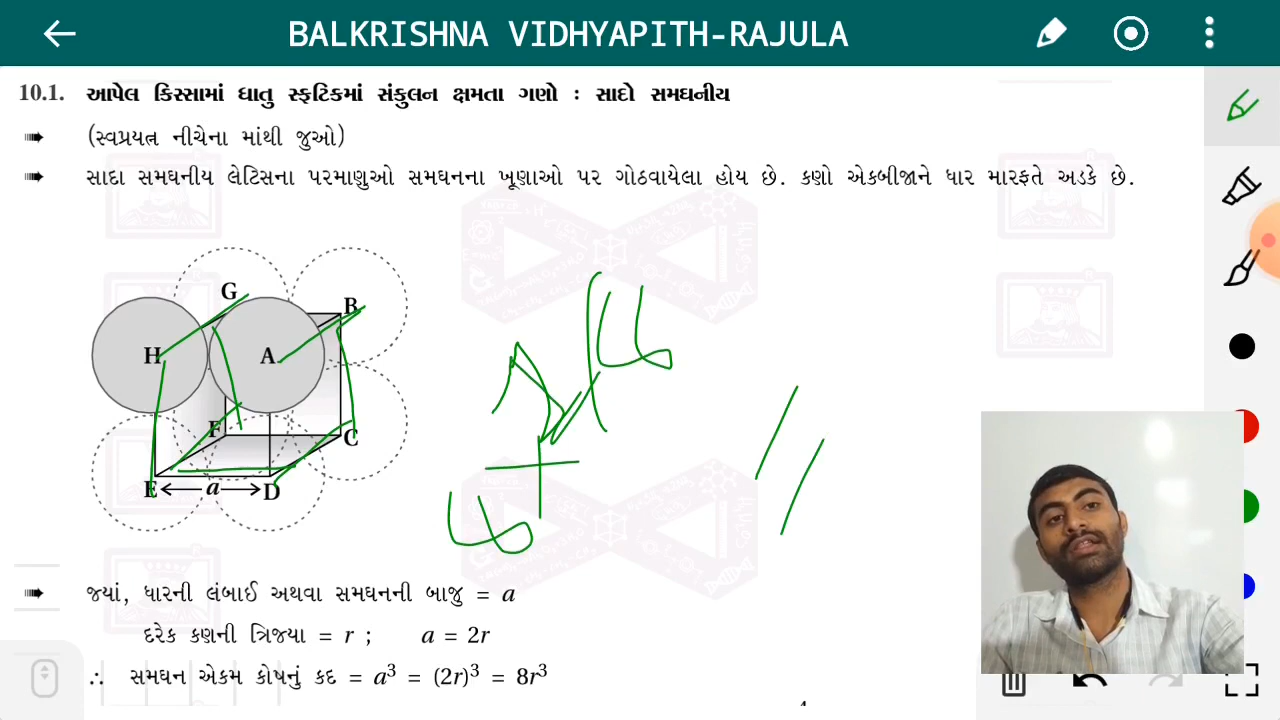 BALKRISHNA VIDHYAPITH-RAJULA
10.1. આપેલ કિસ્સામાં ધાતુ સ્ફટિકમાં સંકુલન ક્ષમતા ગણો : સાદો સમઘનીય
➠ (સ્વપ્રયત્ન નીચેના માંથી જુઓ)
➠ સાદા સમઘનીય લેટિસના પરમાણુઓ સમઘનના ખૂણાઓ પર ગોઠવાયેલા હોય છે. કણો એકબીજાને ધાર મારફતે અડકે છે.
G
B
H
A
F
C
E
a
D
➠ જ્યાં, ધારની લંબાઈ અથવા સમઘનની બાજુ = a
દરેક કણની ત્રિજ્યા = r ; a = 2r
∴ સમઘન એકમ કોષનું કદ = a³ = (2r)³ = 8r³